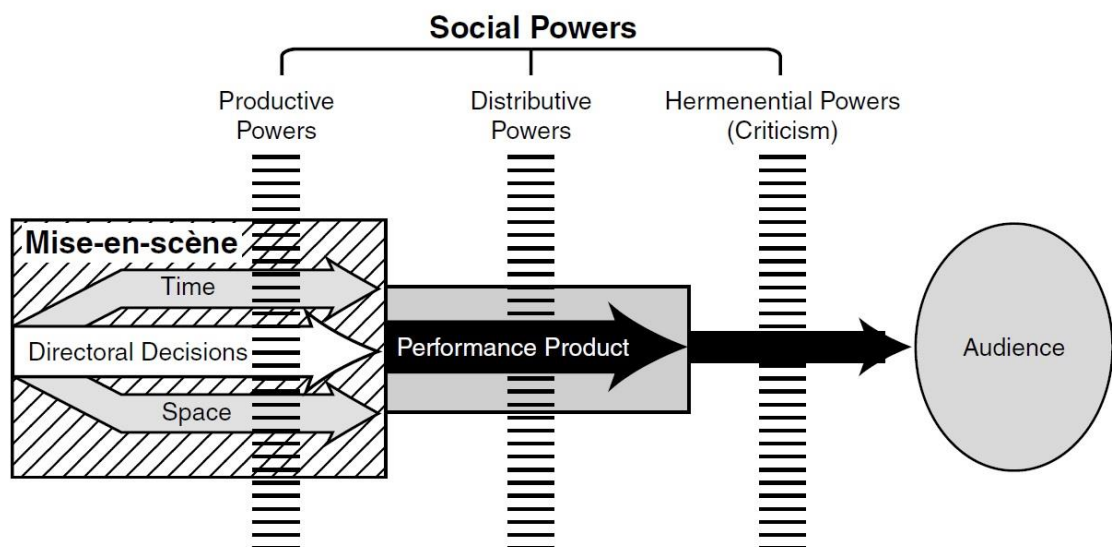 Social Powers
Productive
Powers
Distributive
Powers
Hermenential Powers
(Criticism)
Mise-en-scène
Time
Directoral Decisions
Space
Performance Product
Audience